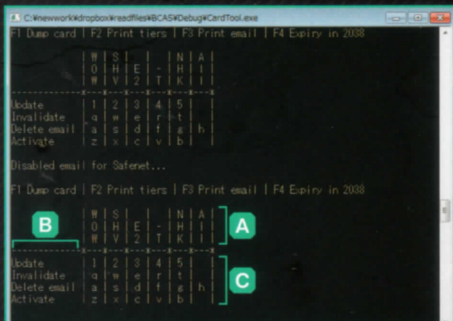 C:¥newwork¥dropbox¥readfiles¥BCAS¥Debug¥CardTool.exe
F1 Dump card | F2 Print tiers | F3 Print email | F4 Expiry in 2038
| W | S |   |   | N | A |
| O | H | E | - | H | I |
| W | V | 2 | T | K | I |
------------x---x---x---x---x---x---x
Update | 1 | 2 | 3 | 4 | 5 |   |
Invalidate | q | w | e | r | t |   |
Delete email | a | s | d | f | g | h |
Activate | z | x | c | v | b |   |
Disabled email for Safenet...
F1 Dump card | F2 Print tiers | F3 Print email | F4 Expiry in 2038
B | W | S |   |   | N | A |
| O | H | E | - | H | I | A
| W | V | 2 | T | K | I |
------------x---x---x---x---x---x---x
Update | 1 | 2 | 3 | 4 | 5 |   |
Invalidate | q | w | e | r | t |   | C
Delete email | a | s | d | f | g | h |
Activate | z | x | c | v | b |   |